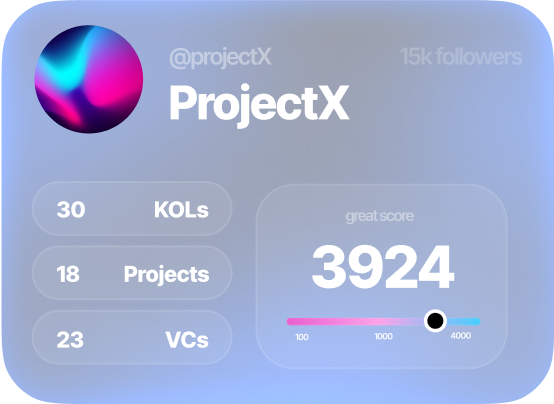 @projectX
15k followers
ProjectX
30 KOLs
18 Projects
23 VCs
great score
3924
100 1000 4000